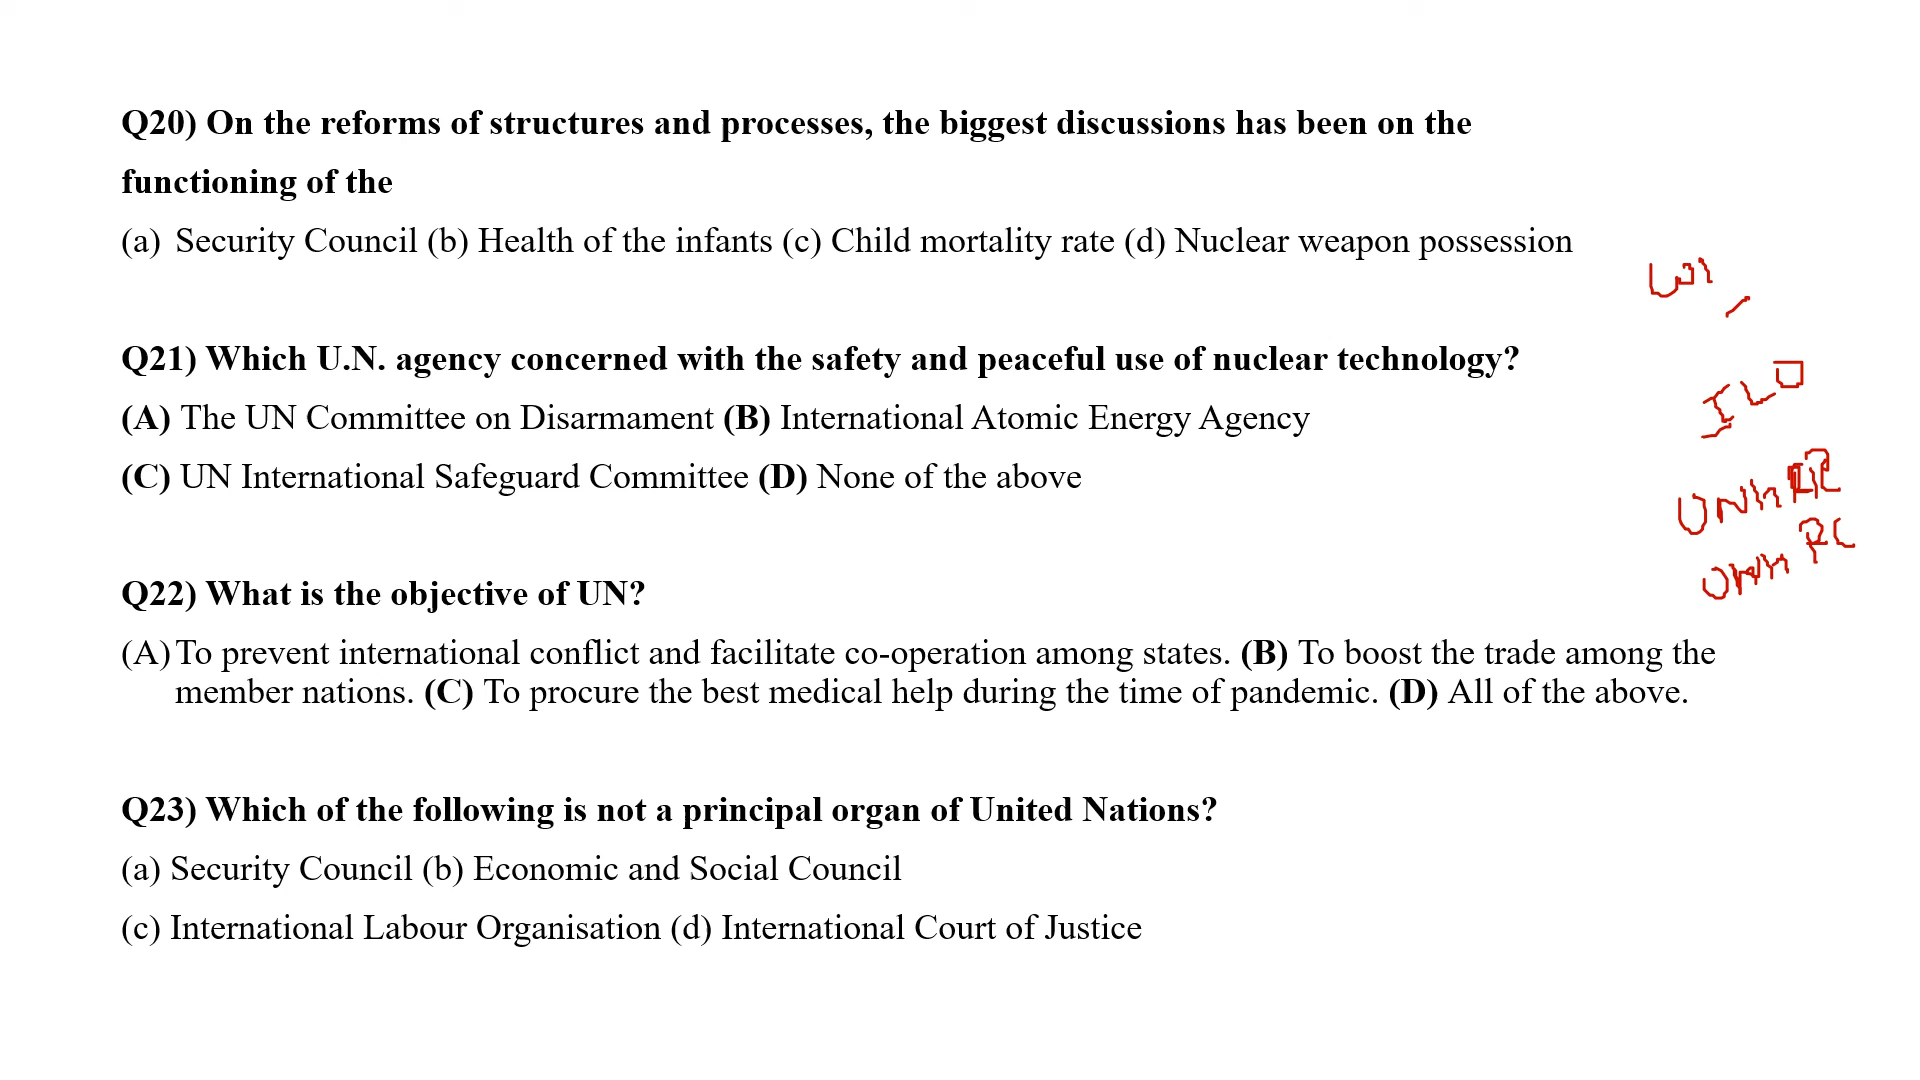 Q20) On the reforms of structures and processes, the biggest discussions has been on the
functioning of the
(a) Security Council (b) Health of the infants (c) Child mortality rate (d) Nuclear weapon possession
Q21) Which U.N. agency concerned with the safety and peaceful use of nuclear technology?
(A) The UN Committee on Disarmament (B) International Atomic Energy Agency
(C) UN International Safeguard Committee (D) None of the above
ILO
UNHRC
Q22) What is the objective of UN?
(A) To prevent international conflict and facilitate co-operation among states. (B) To boost the trade among the
member nations. (C) To procure the best medical help during the time of pandemic. (D) All of the above.
Q23) Which of the following is not a principal organ of United Nations?
(a) Security Council (b) Economic and Social Council
(c) International Labour Organisation (d) International Court of Justice